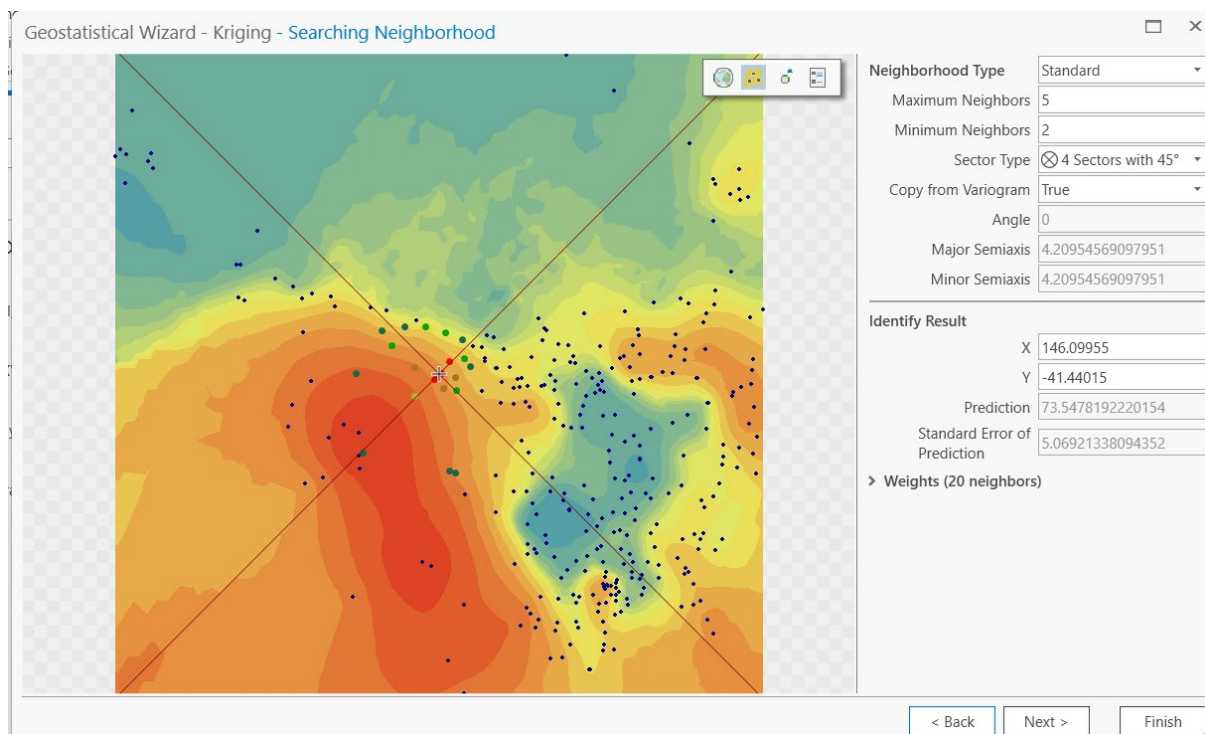 Geostatistical Wizard - Kriging - Searching Neighborhood
Neighborhood Type Standard
Maximum Neighbors 5
Minimum Neighbors 2
Sector Type 4 Sectors with 45°
Copy from Variogram True
Angle 0
Major Semiaxis 4.20954569097951
Minor Semiaxis 4.20954569097951
Identify Result
X 146.09955
Y -41.44015
Prediction 73.5478192220154
Standard Error of
Prediction 5.06921338094352
Weights (20 neighbors)
< Back Next > Finish